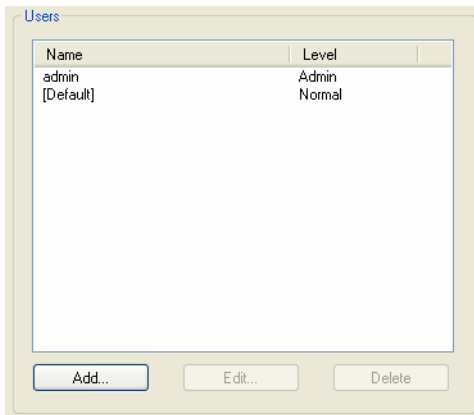 Users
Name Level
admin Admin
[Default] Normal
Add... Edit... Delete